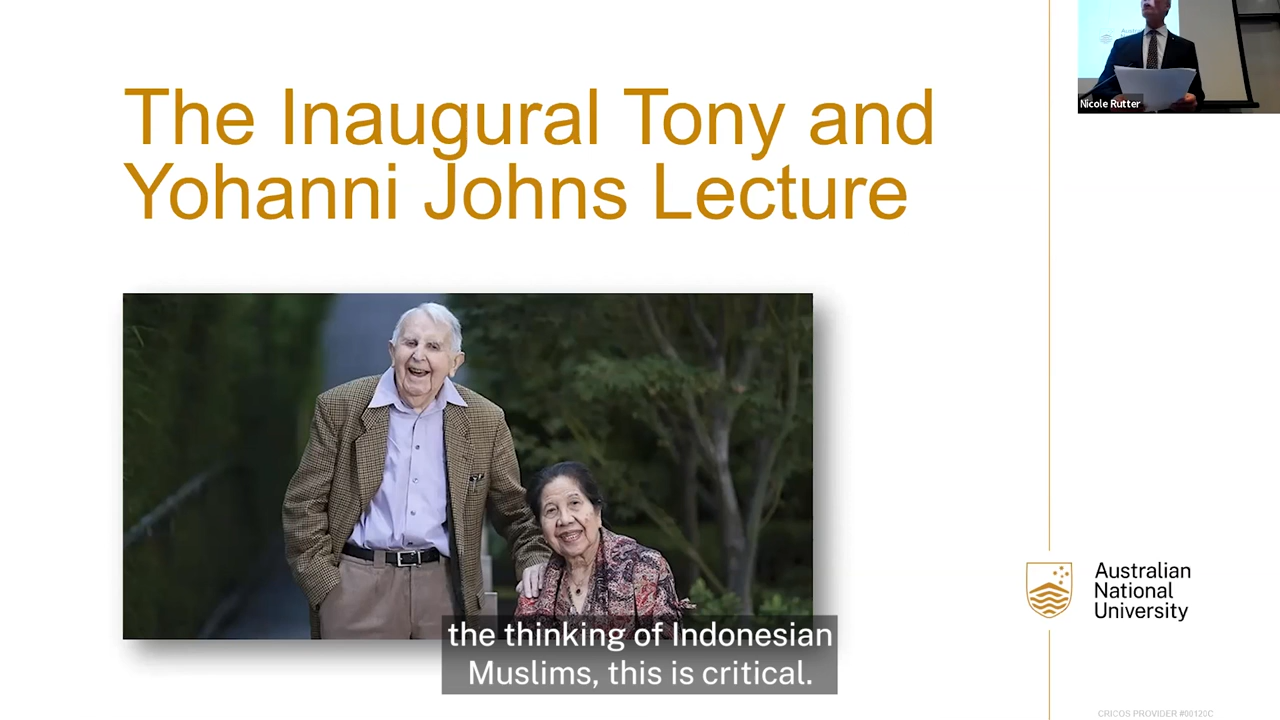 The Inaugural Tony and
Yohanni Johns Lecture
Nicole Rutter
the thinking of Indonesian
Muslims, this is critical.
Australian
National
University
CRICOS PROVIDER #00120C